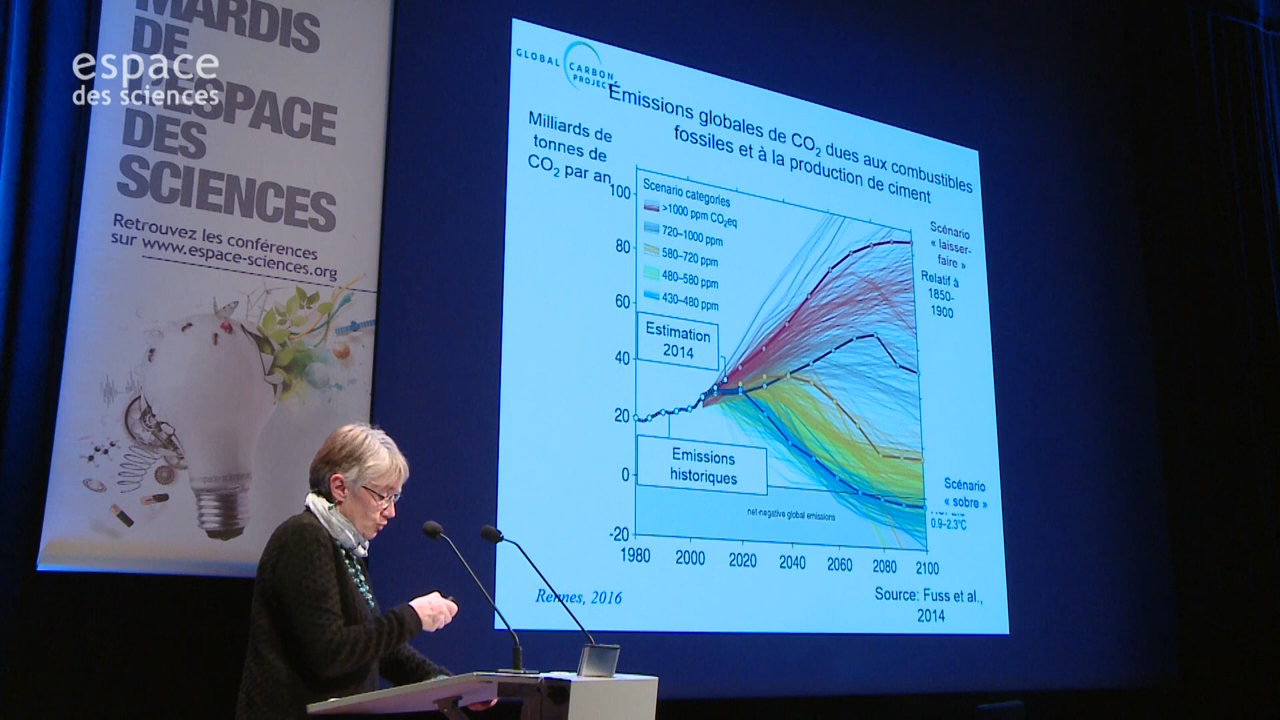 MARDIS
DE
L'ESPACE
DES
SCIENCES
espace
des sciences
Retrouvez les conférences
sur www.espace-sciences.org
GLOBAL CARBON
PROJECT
Émissions globales de CO2 dues aux combustibles
fossiles et à la production de ciment
Milliards de
tonnes de
CO2 par an
100
80
60
40
20
0
-20
Scenario categories
>1000 ppm CO2eq
720–1000 ppm
580–720 ppm
480–580 ppm
430–480 ppm
Estimation
2014
Emissions
historiques
net-negative global emissions
1980 2000 2020 2040 2060 2080 2100
Scénario
« laisser-
faire »
Relatif à
1850-
1900
Scénario
« sobre »
0.9–2.3°C
Rennes, 2016
Source: Fuss et al.,
2014